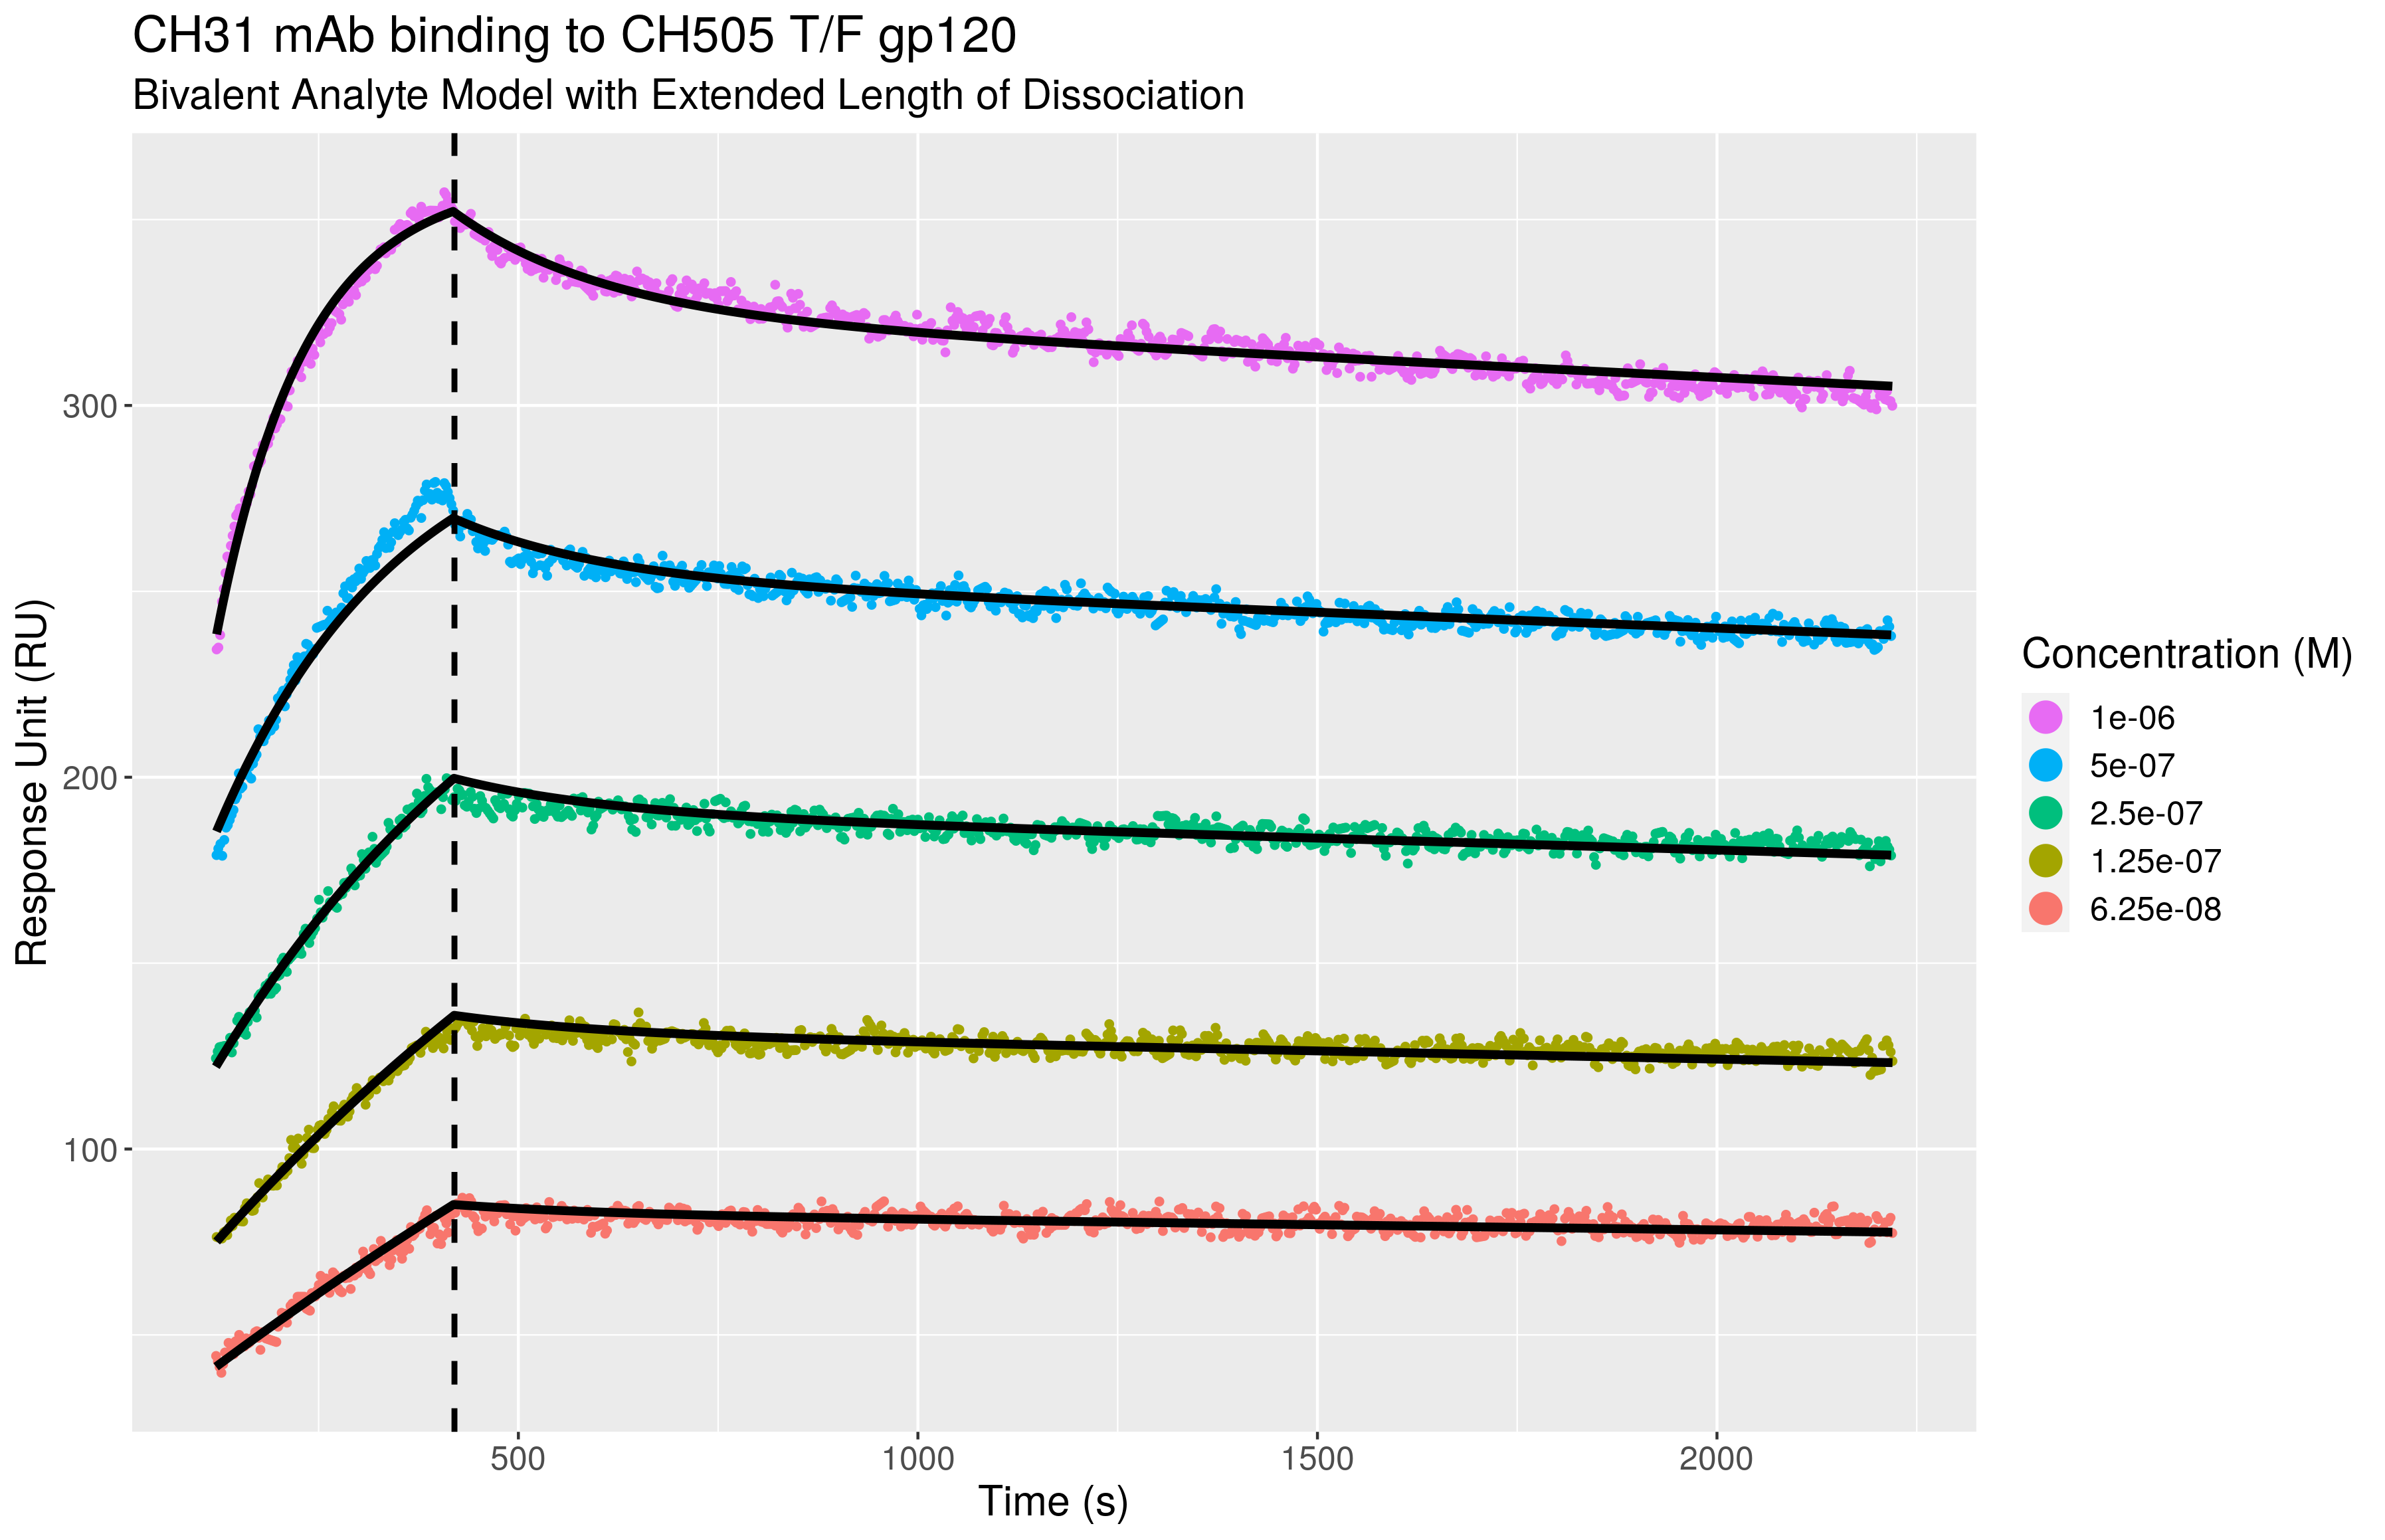 CH31 mAb binding to CH505 T/F gp120
Bivalent Analyte Model with Extended Length of Dissociation
Response Unit (RU)
300
200
100
500
1000
1500
2000
Time (s)
Concentration (M)
1e-06
5e-07
2.5e-07
1.25e-07
6.25e-08